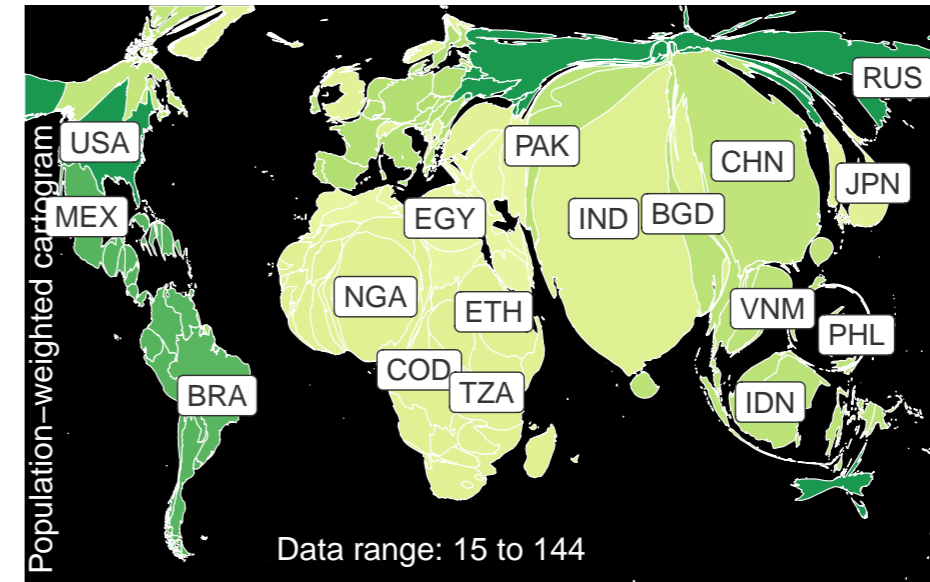 Population–weighted cartogram
RUS
USA
PAK
CHN
JPN
MEX
EGY
IND
BGD
NGA
ETH
VNM
PHL
COD
TZA
BRA
IDN
Data range: 15 to 144